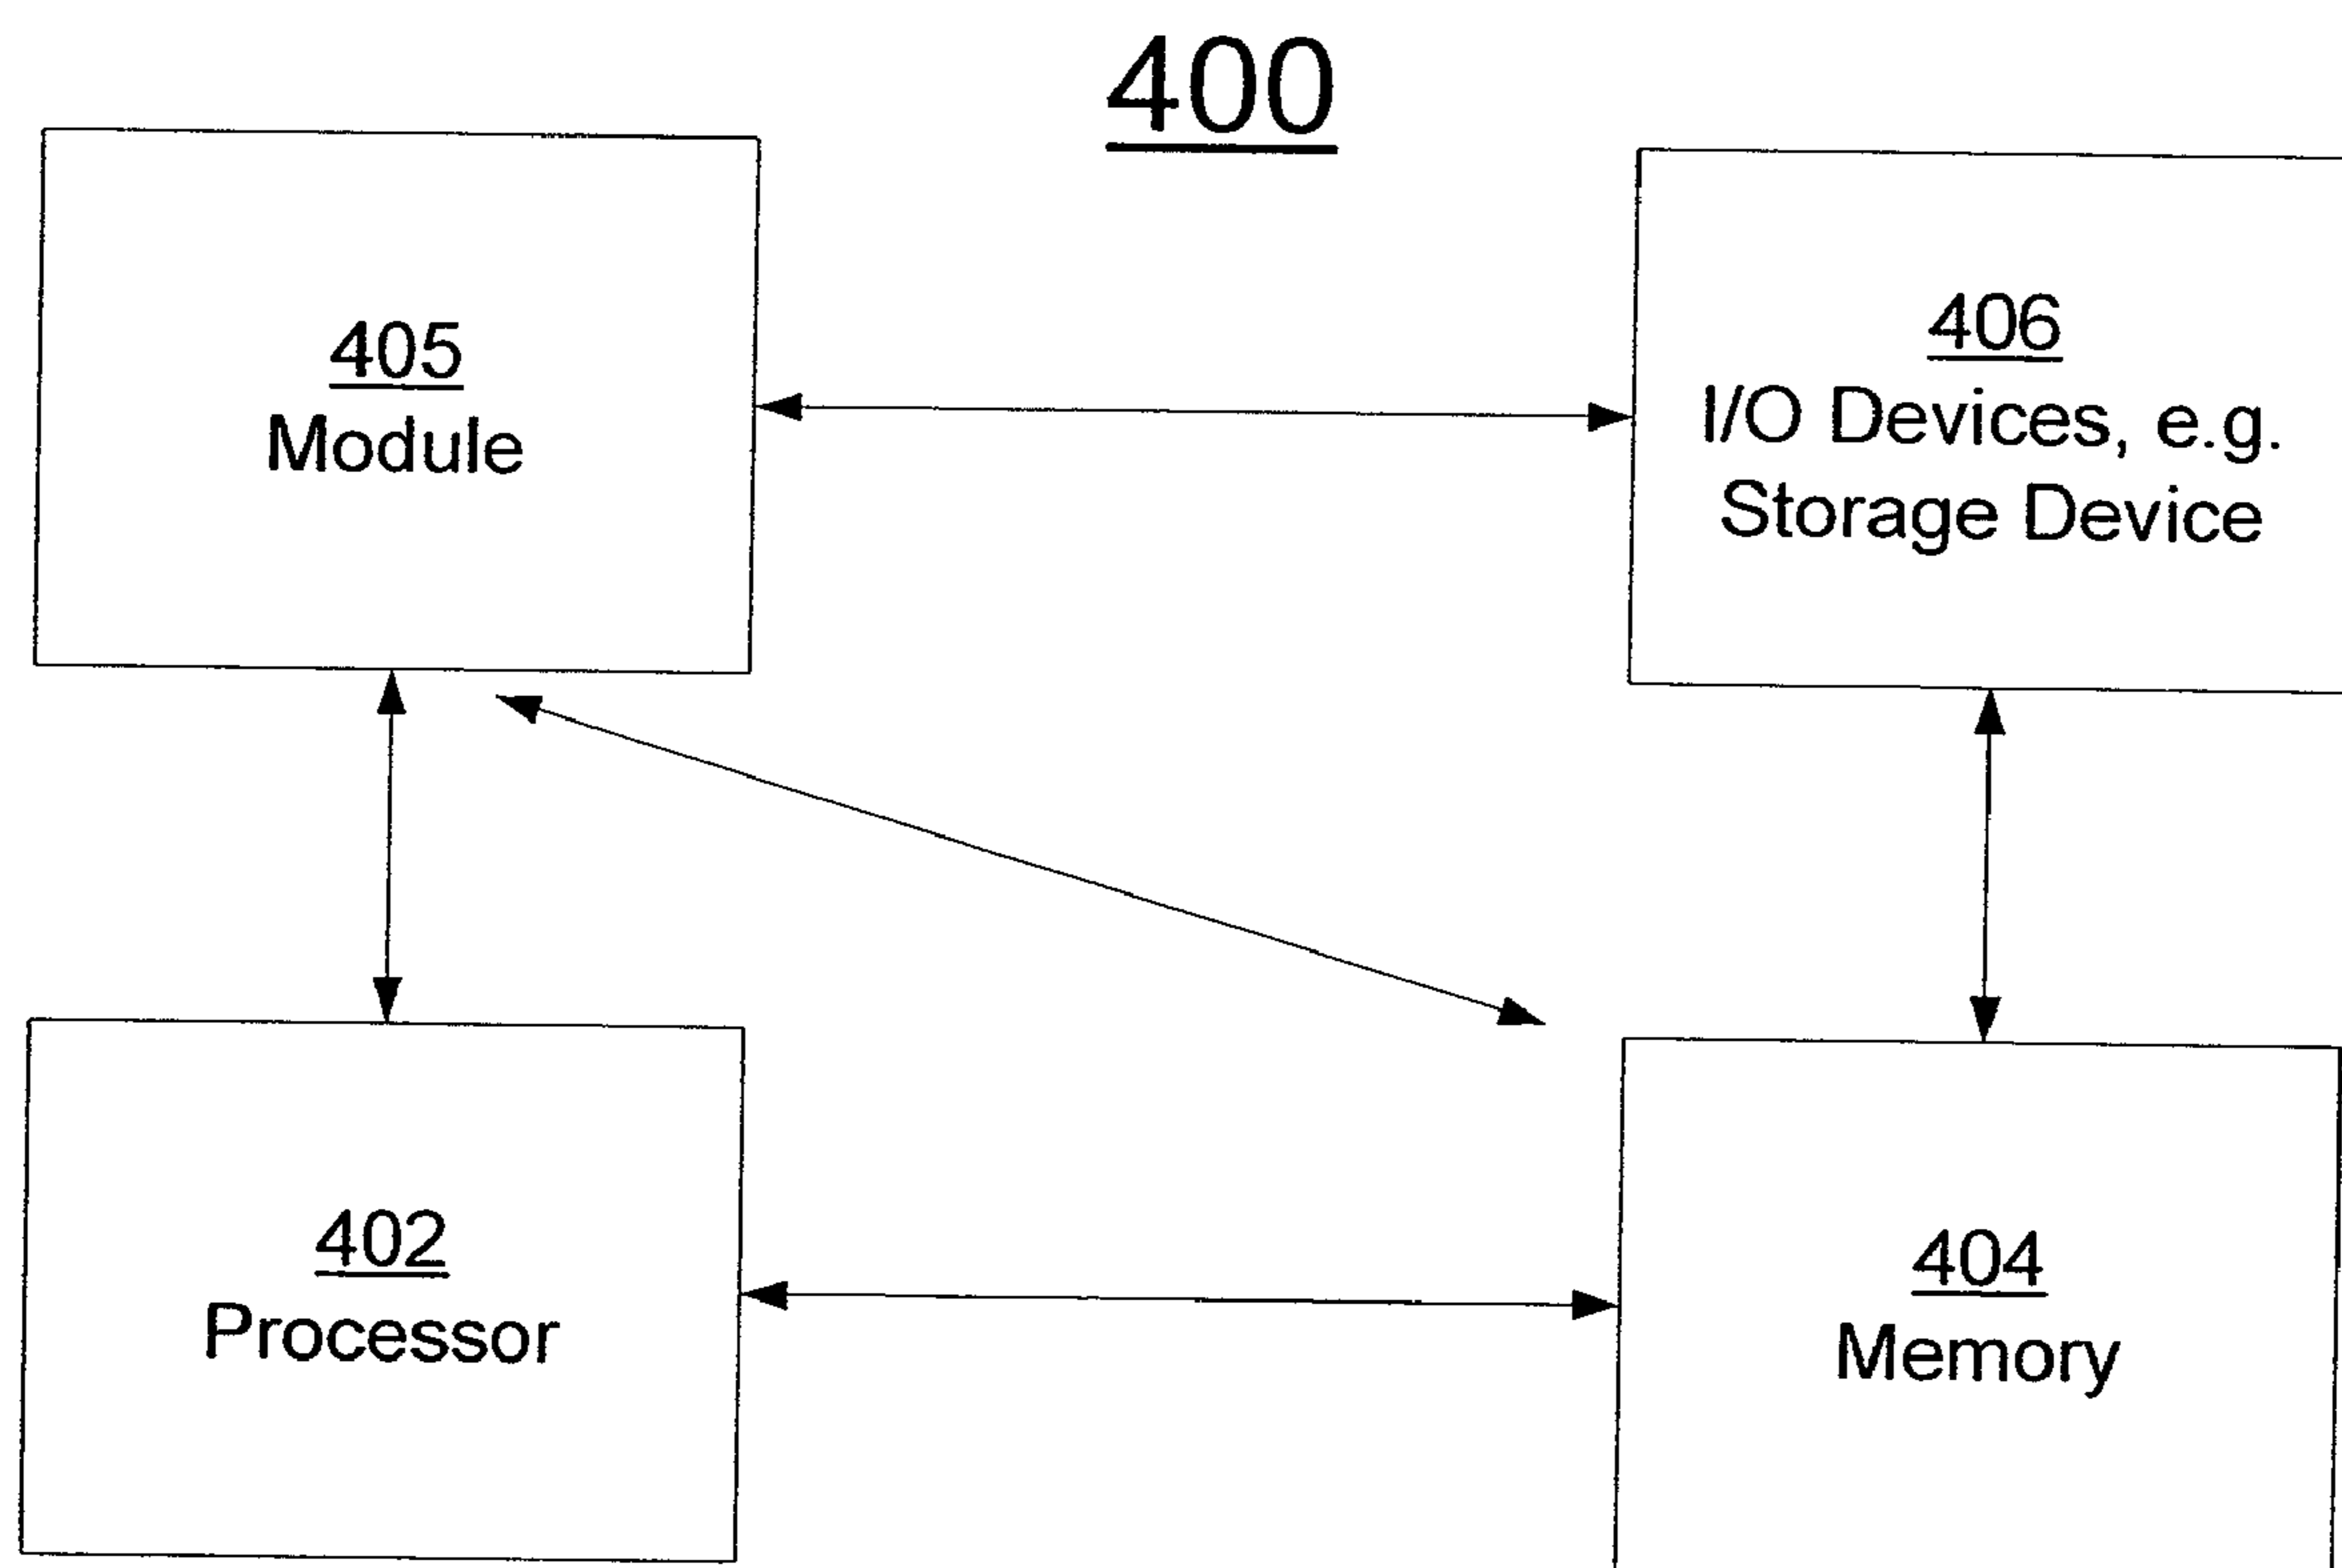 400
405
Module
406
I/O Devices, e.g.
Storage Device
402
Processor
404
Memory